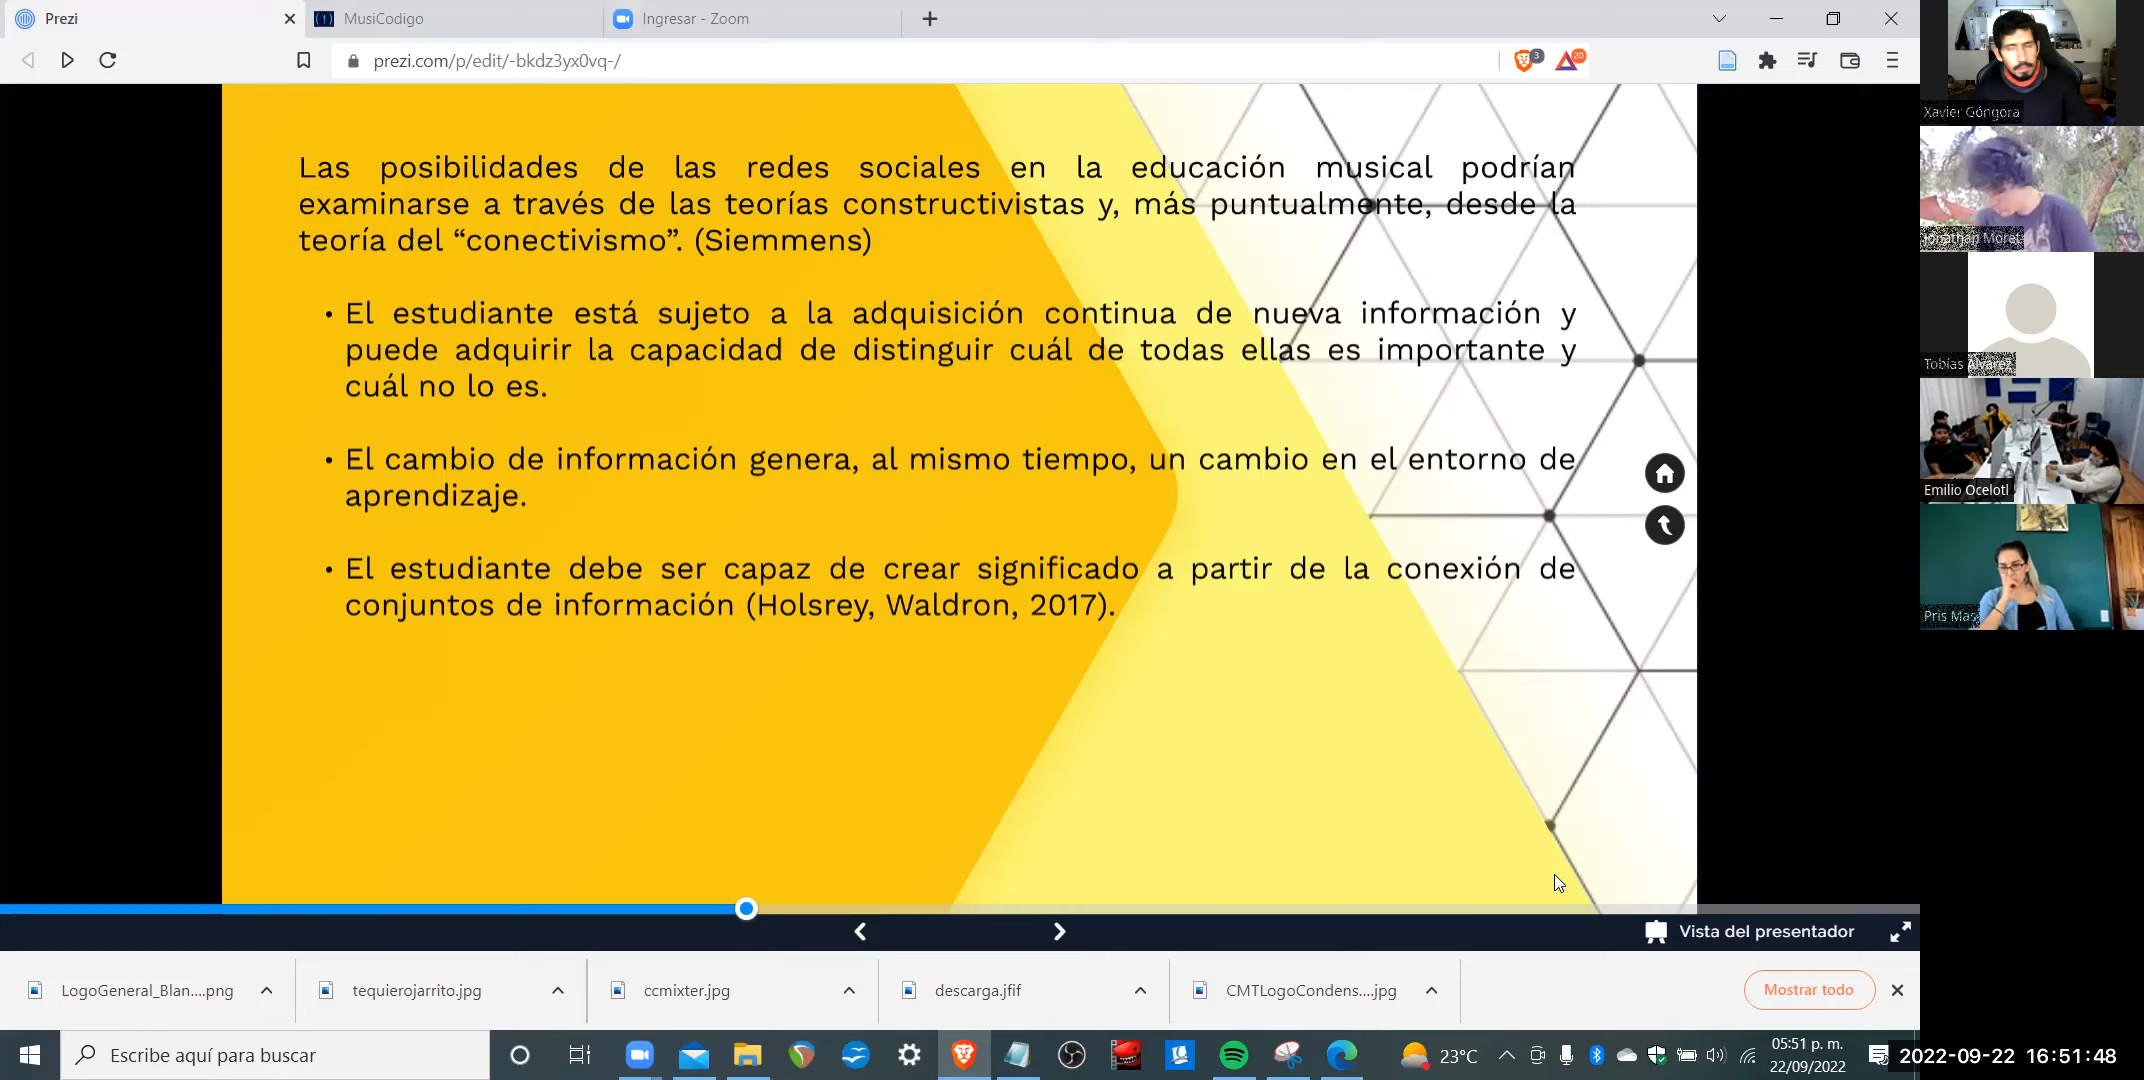 Prezi
MusiCodigo
Ingresar - Zoom
prezi.com/p/edit/-bkdz3yx0vq-/
3
20
Las posibilidades de las redes sociales en la educación musical podrían
examinarse a través de las teorías constructivistas y, más puntualmente, desde la
teoría del “conectivismo”. (Siemmens)
• El estudiante está sujeto a la adquisición continua de nueva información y
puede adquirir la capacidad de distinguir cuál de todas ellas es importante y
cuál no lo es.
• El cambio de información genera, al mismo tiempo, un cambio en el entorno de
aprendizaje.
• El estudiante debe ser capaz de crear significado a partir de la conexión de
conjuntos de información (Holsrey, Waldron, 2017).
Xavier Góngora
Jonathan Moret
Tobías Álvarez
Emilio Ocelotl
Pris Mas
Vista del presentador
LogoGeneral_Blan....png
tequierojarrito.jpg
ccmixter.jpg
descarga.jfif
CMTLogoCondens....jpg
Mostrar todo
Escribe aquí para buscar
23°C
05:51 p. m.
22/09/2022
2022-09-22 16:51:48